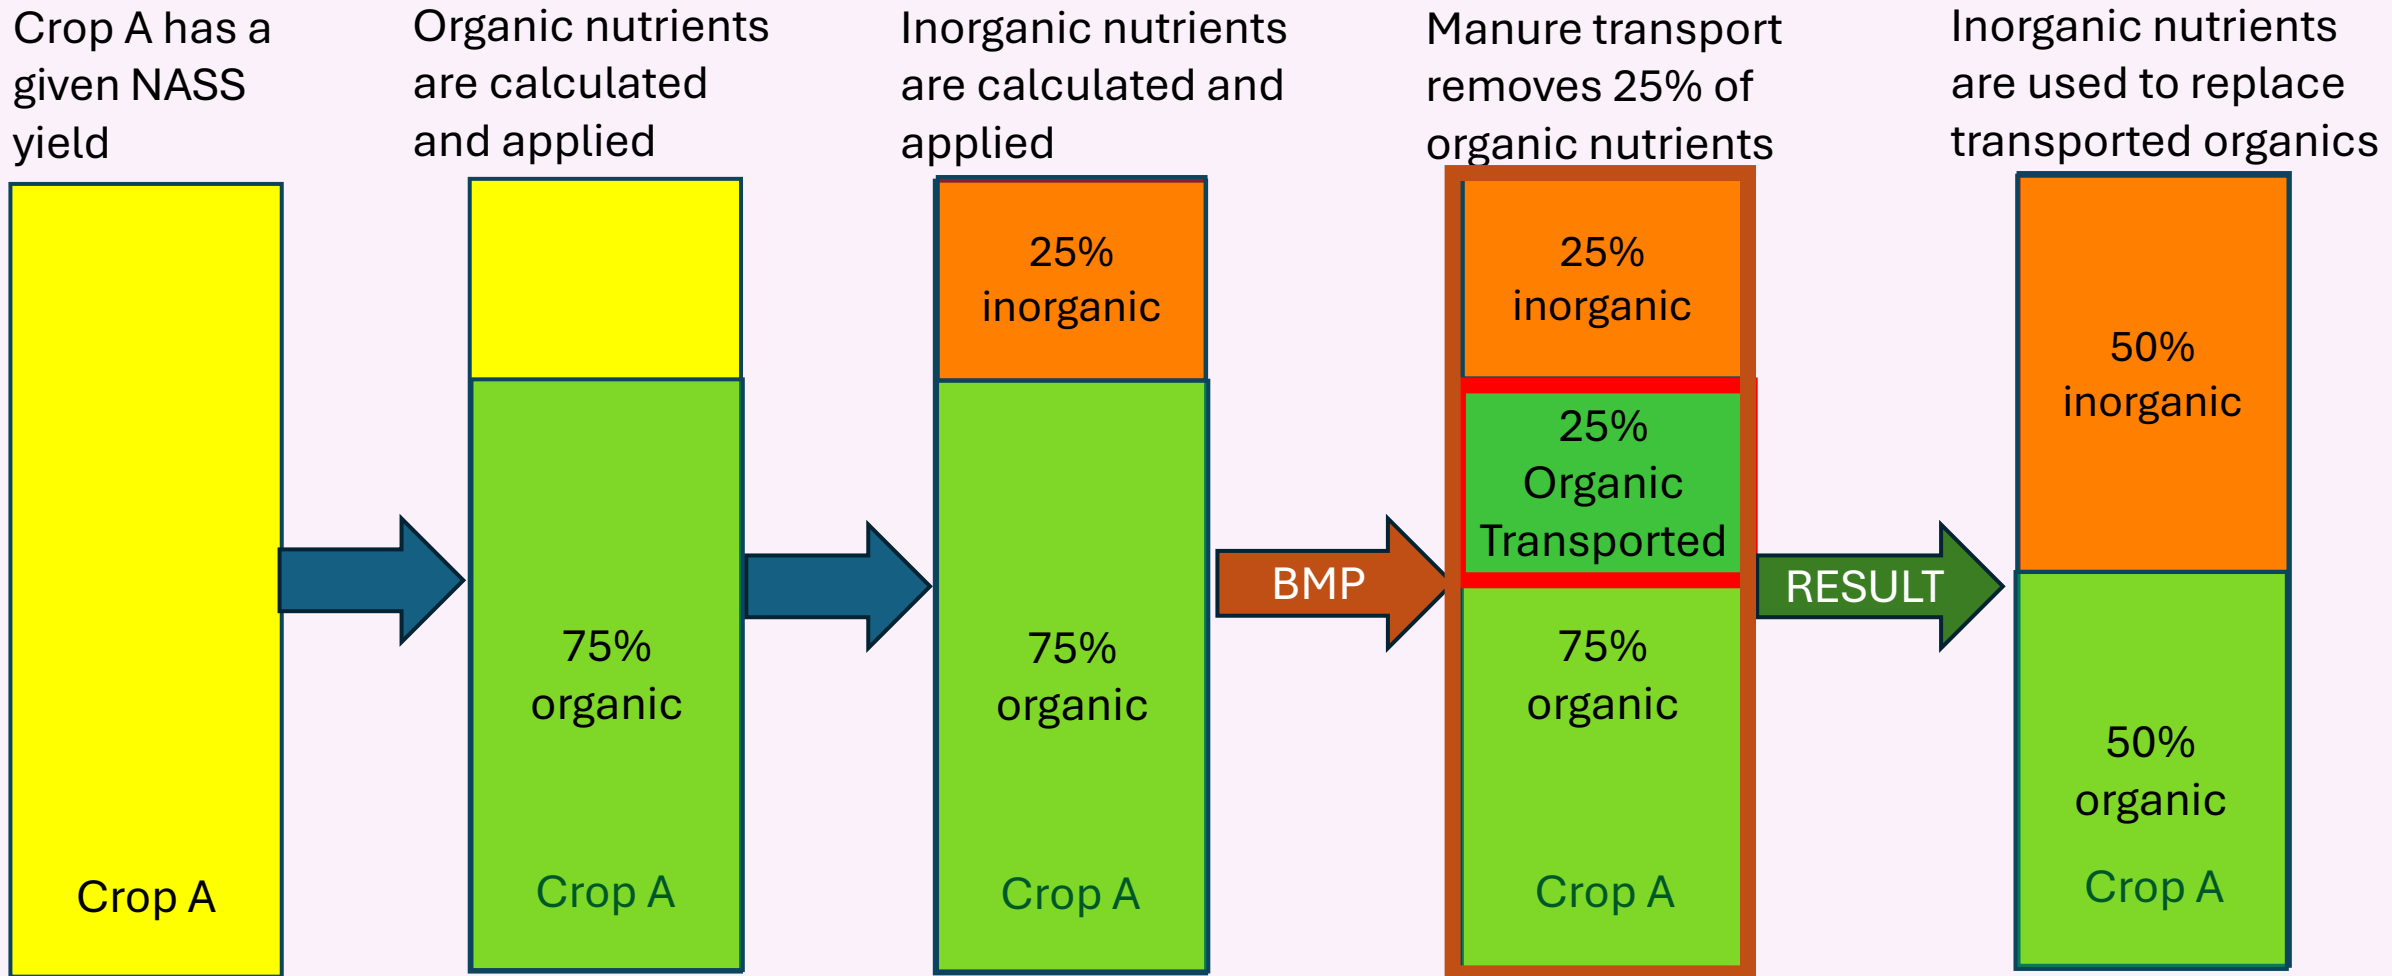 Crop A has a
given NASS
yield
Organic nutrients
are calculated
and applied
Inorganic nutrients
are calculated and
applied
Manure transport
removes 25% of
organic nutrients
Inorganic nutrients
are used to replace
transported organics
Crop A
75%
organic
Crop A
25%
inorganic
75%
organic
Crop A
BMP
25%
inorganic
25%
Organic
Transported
75%
organic
Crop A
RESULT
50%
inorganic
50%
organic
Crop A